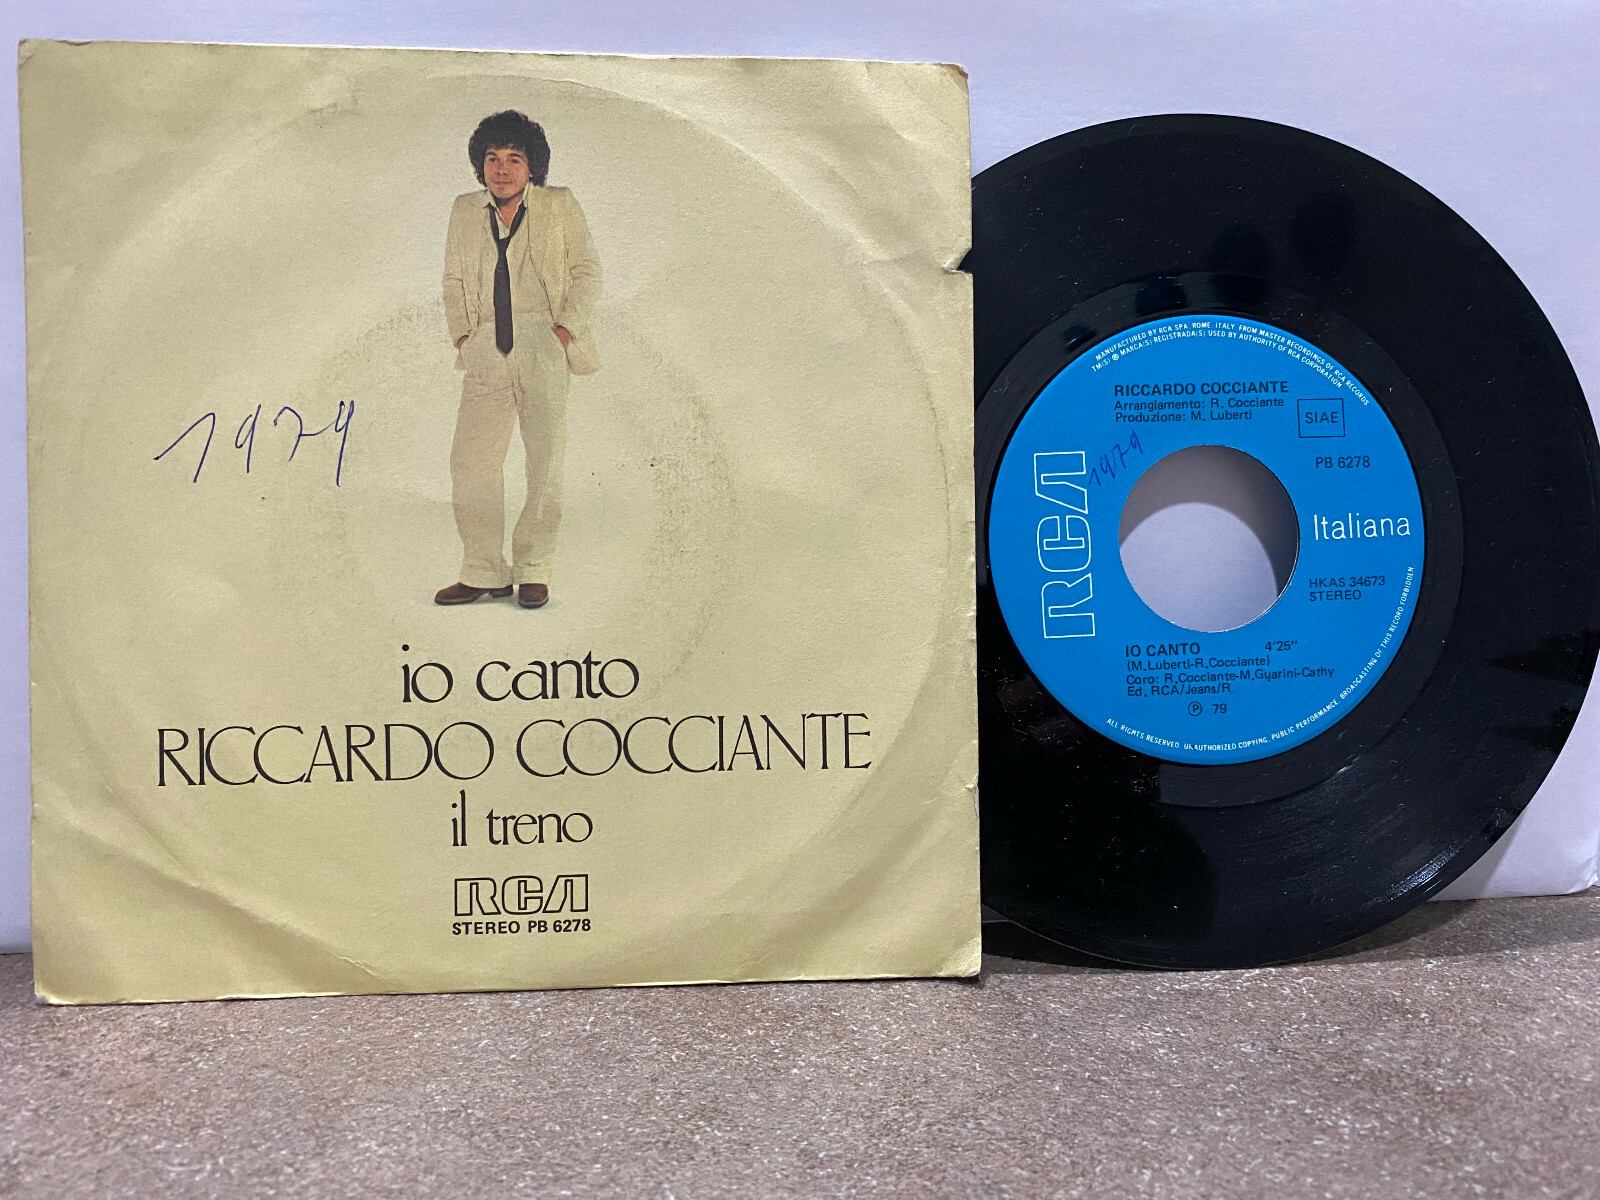 1979
io canto
RICCARDO COCCIANTE
il treno
RCA
STEREO PB 6278
MANUFACTURED BY RCA SPA. ROME. ITALY FROM MASTER RECORDINGS OF RCA RECORDS
TM(S) ® MARCA(S) REGISTRADA(S) USED BY AUTHORITY OF RCA CORPORATION
RICCARDO COCCIANTE
Arrangiamento: R. Cocciante
Produzione: M. Luberti
SIAE
1979
PB 6278
RCA
Italiana
HKAS 34673
STEREO
IO CANTO 4'25"
(M.Luberti-R.Cocciante)
Coro: R.Cocciante-M.Guarini-Cathy
Ed. RCA/Jeans/R
Ⓟ 79
ALL RIGHTS RESERVED. UNAUTHORIZED COPYING, PUBLIC PERFORMANCE, BROADCASTING OF THIS RECORD FORBIDDEN